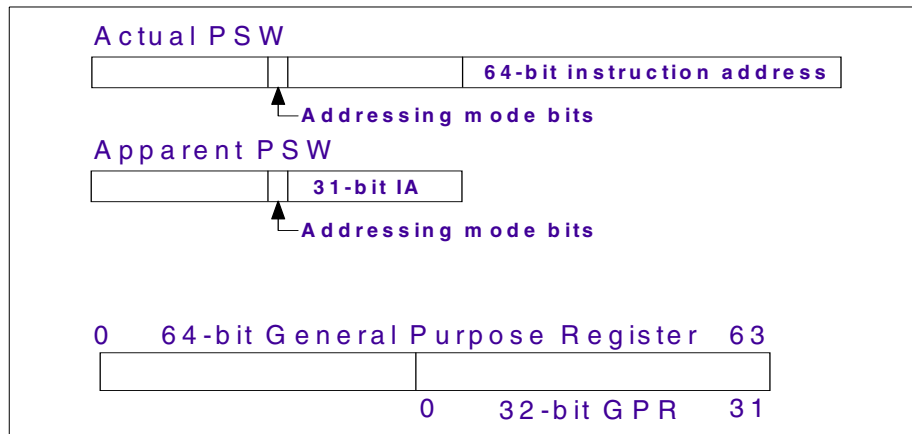 Actual PSW
64-bit instruction address
Addressing mode bits
Apparent PSW
31-bit IA
Addressing mode bits
0 64-bit General Purpose Register 63
0 32-bit GPR 31